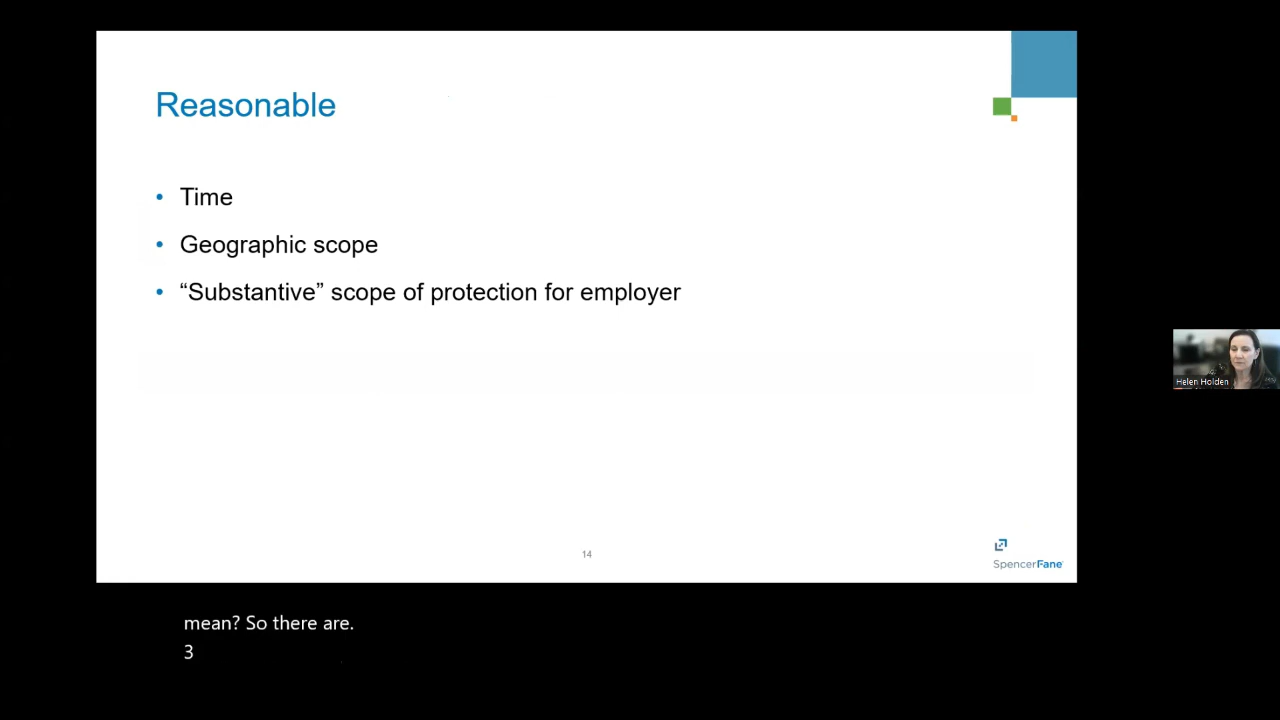 Reasonable
• Time
• Geographic scope
• “Substantive” scope of protection for employer
Helen Holden
14
SpencerFane
mean? So there are.
3